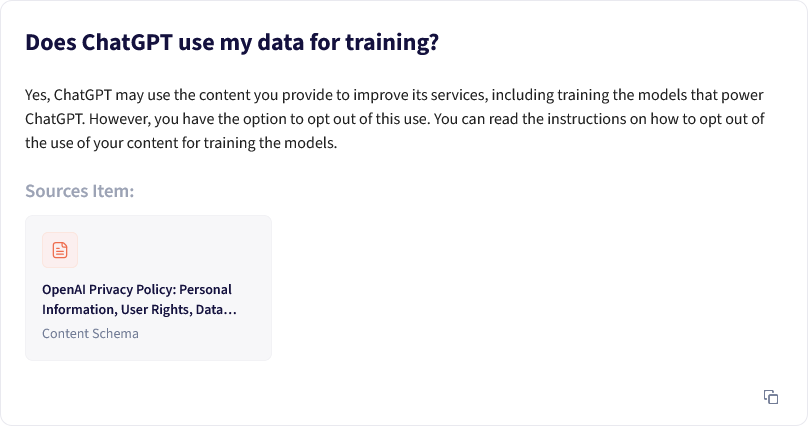 Does ChatGPT use my data for training?
Yes, ChatGPT may use the content you provide to improve its services, including training the models that power
ChatGPT. However, you have the option to opt out of this use. You can read the instructions on how to opt out of
the use of your content for training the models.
Sources Item:
OpenAI Privacy Policy: Personal
Information, User Rights, Data...
Content Schema